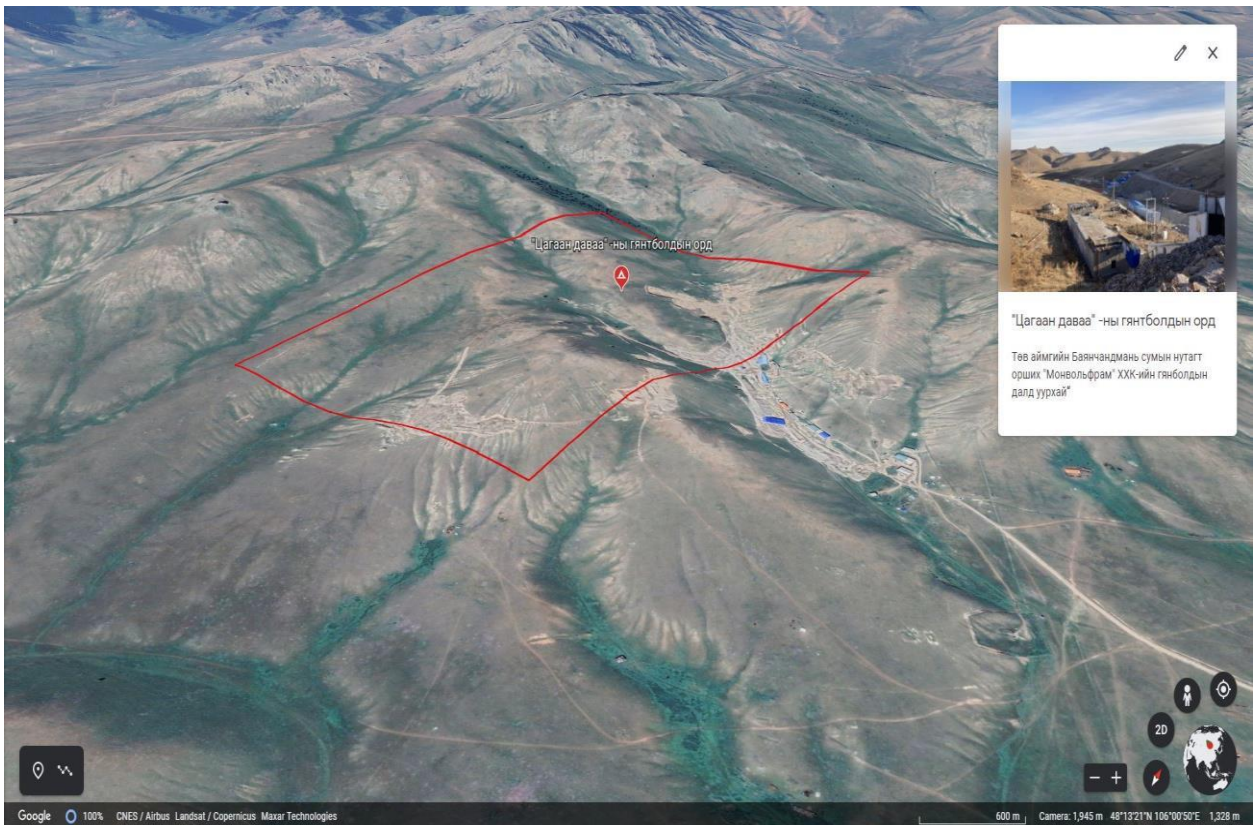 "Цагаан даваа" -ны гянтболдын орд
"Цагаан даваа" -ны гянтболдын орд
Төв аймгийн Баянчандмань сумын нутагт
орших "Монвольфрам" ХХК-ийн гянболдын
далд уурхай"
2D
Google 100% CNES / Airbus Landsat / Copernicus Maxar Technologies 600 m Camera: 1,945 m 48°13'21"N 106°00'50"E 1,328 m